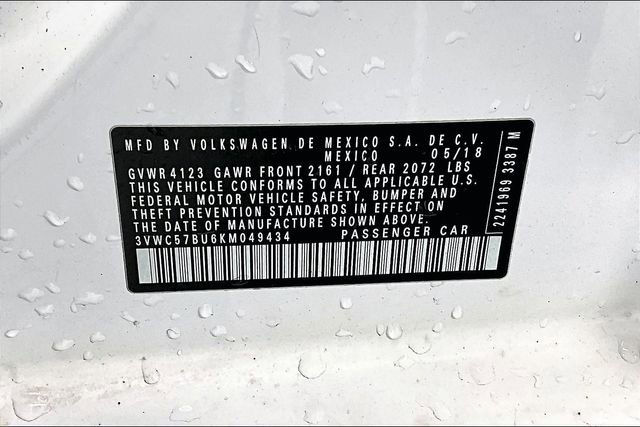 MFD BY VOLKSWAGEN DE MEXICO S.A. DE C.V.
MEXICO 05/18
GVWR 4123 GAWR FRONT 2161 / REAR 2072 LBS
THIS VEHICLE CONFORMS TO ALL APPLICABLE U.S.
FEDERAL MOTOR VEHICLE SAFETY, BUMPER AND
THEFT PREVENTION STANDARDS IN EFFECT ON
THE DATE OF MANUFACTURE SHOWN ABOVE.
3VWC57BU6KM049434 PASSENGER CAR
2241969 3387 M